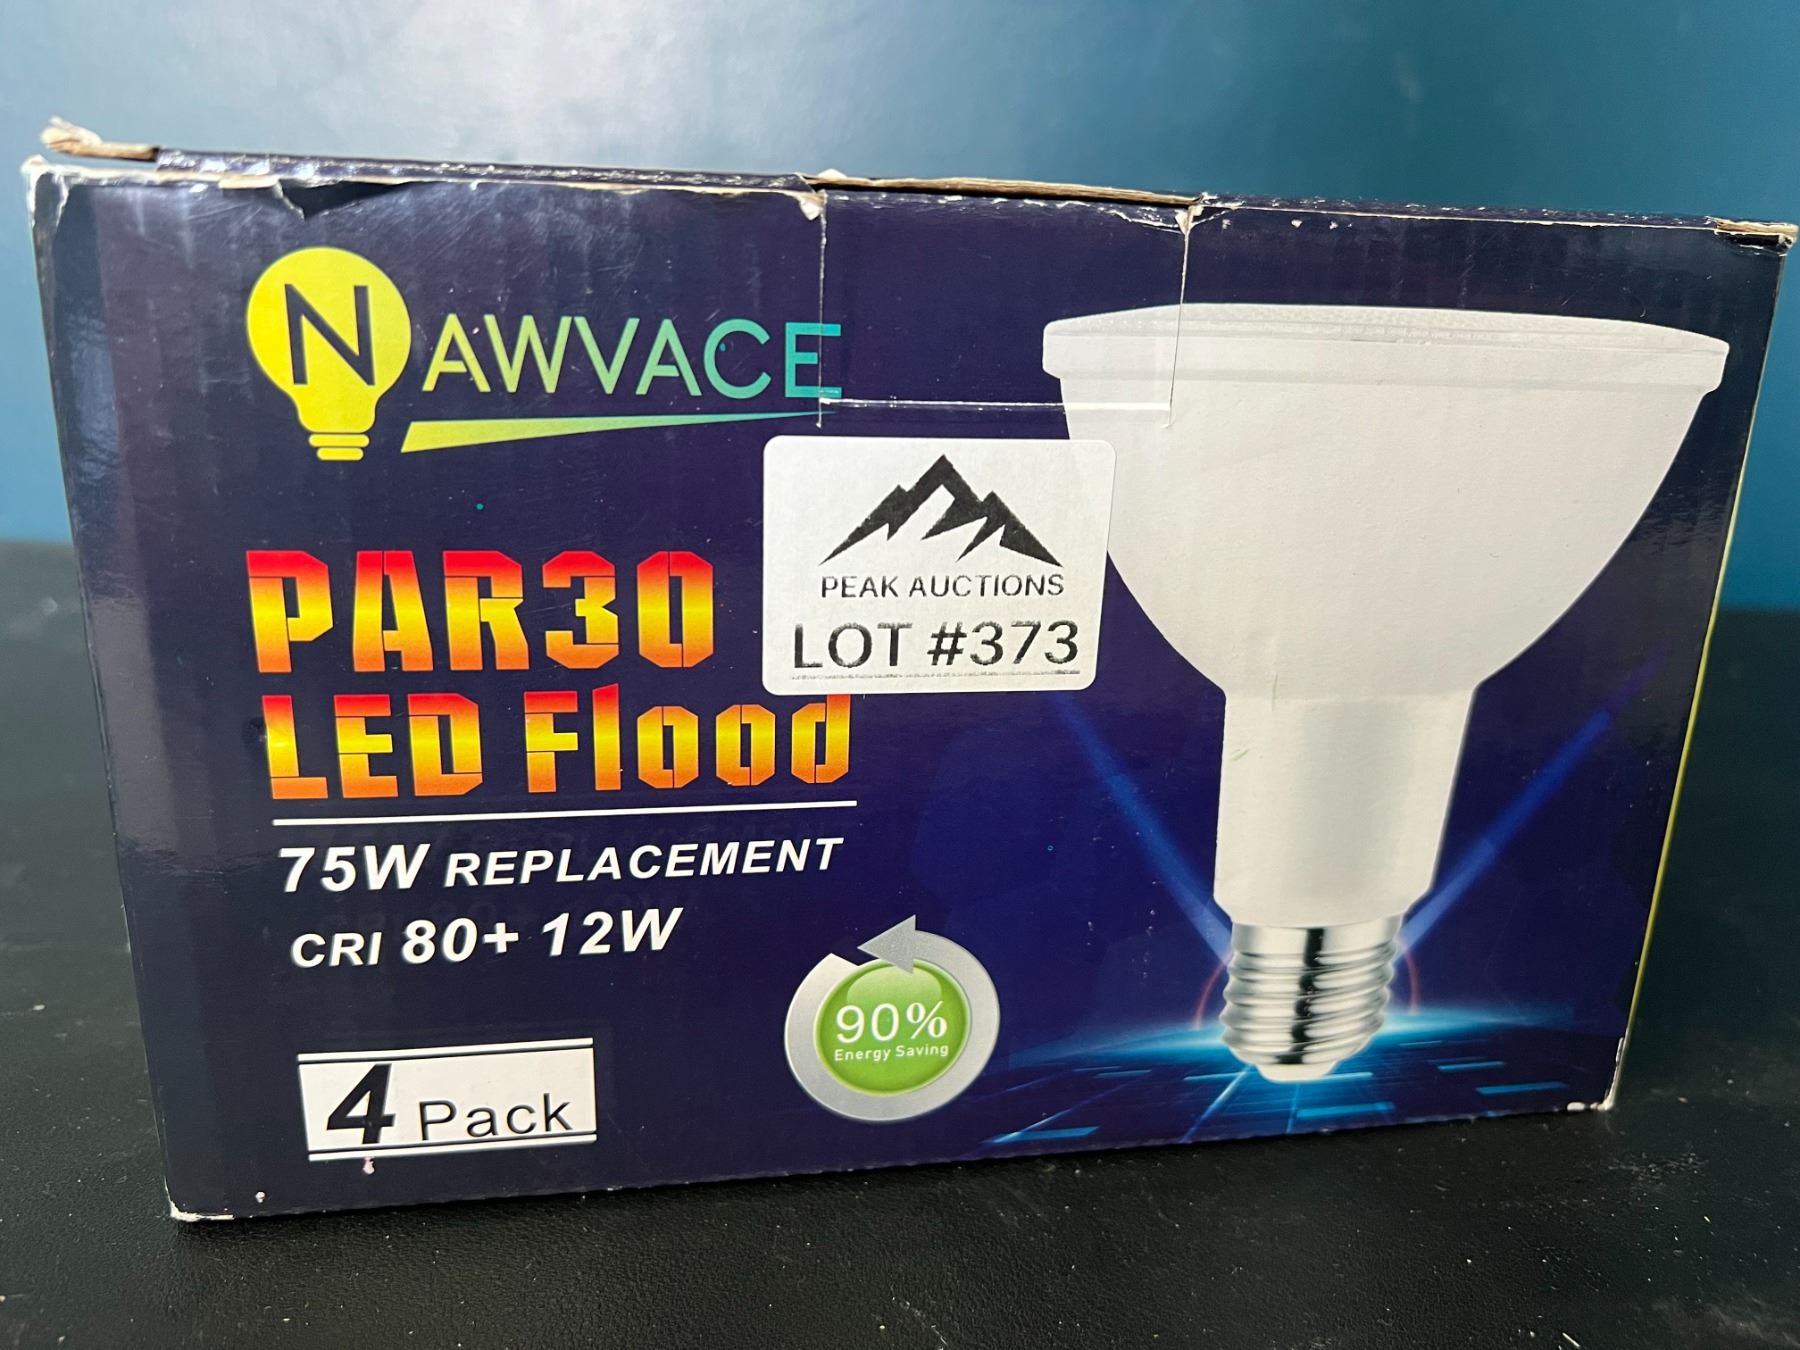 NAWVACE
PEAK AUCTIONS
LOT #373
PAR30
LED Flood
75W REPLACEMENT
CRI 80+ 12W
90%
Energy Saving
4 Pack